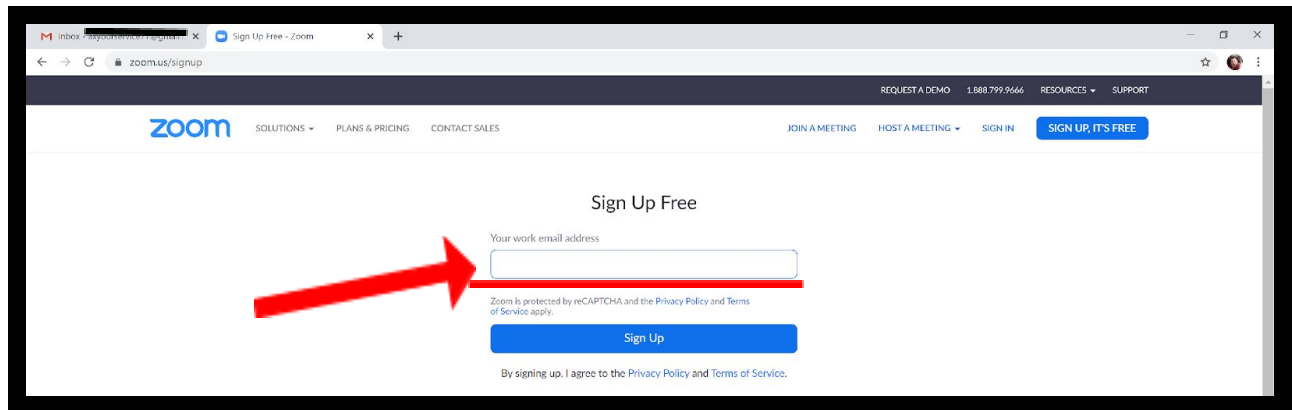 Inbox -
Sign Up Free - Zoom
zoom.us/signup
REQUEST A DEMO 1.888.799.9666 RESOURCES SUPPORT
zoom SOLUTIONS PLANS & PRICING CONTACT SALES JOIN A MEETING HOST A MEETING SIGN IN SIGN UP, IT'S FREE
Sign Up Free
Your work email address
Zoom is protected by reCAPTCHA and the Privacy Policy and Terms
of Service apply.
Sign Up
By signing up, I agree to the Privacy Policy and Terms of Service.